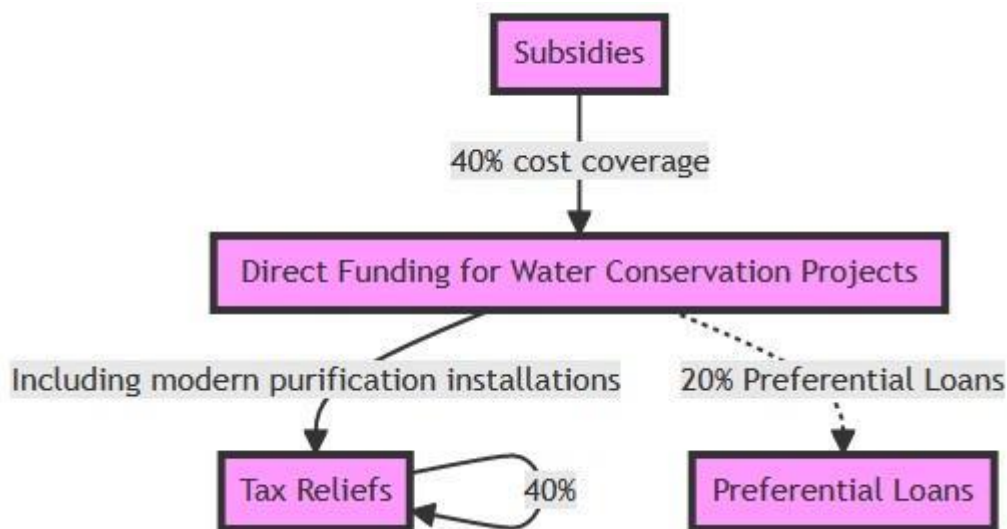 Subsidies
40% cost coverage
Direct Funding for Water Conservation Projects
Including modern purification installations
20% Preferential Loans
Tax Reliefs
40%
Preferential Loans